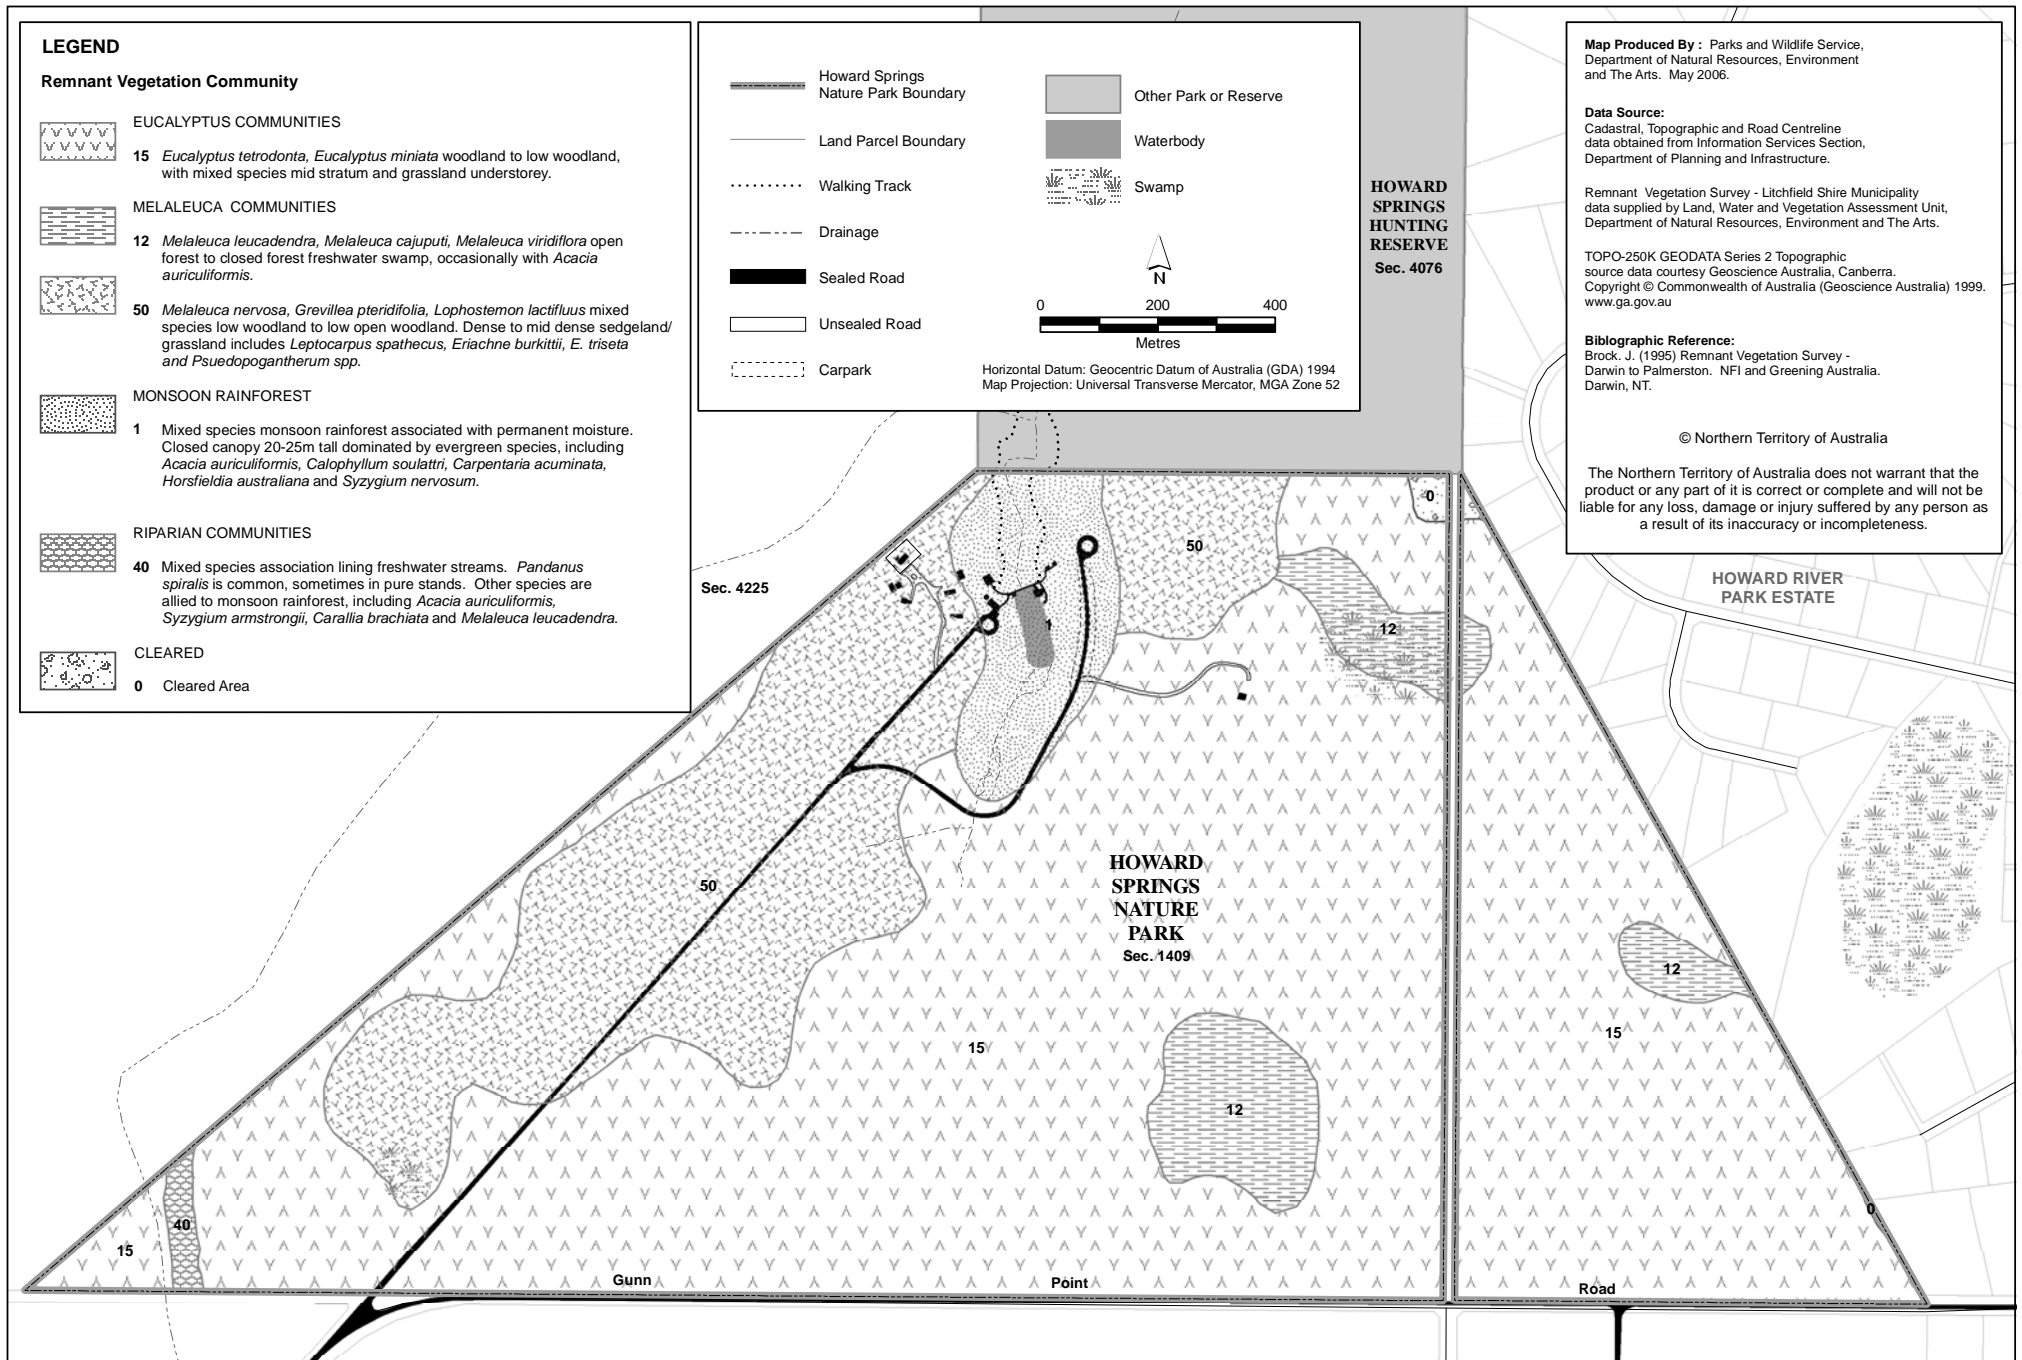 LEGEND
Remnant Vegetation Community
EUCALYPTUS COMMUNITIES
15 Eucalyptus tetrodonta, Eucalyptus miniata woodland to low woodland,
with mixed species mid stratum and grassland understorey.
MELALEUCA COMMUNITIES
12 Melaleuca leucadendra, Melaleuca cajuputi, Melaleuca viridiflora open
forest to closed forest freshwater swamp, occasionally with Acacia
auriculiformis.
50 Melaleuca nervosa, Grevillea pteridifolia, Lophostemon lactifluus mixed
species low woodland to low open woodland. Dense to mid dense sedgeland/
grassland includes Leptocarpus spathecus, Eriachne burkittii, E. triseta
and Psuedopogantherum spp.
MONSOON RAINFOREST
1 Mixed species monsoon rainforest associated with permanent moisture.
Closed canopy 20-25m tall dominated by evergreen species, including
Acacia auriculiformis, Calophyllum soulattri, Carpentaria acuminata,
Horsfieldia australiana and Syzygium nervosum.
RIPARIAN COMMUNITIES
40 Mixed species association lining freshwater streams. Pandanus
spiralis is common, sometimes in pure stands. Other species are
allied to monsoon rainforest, including Acacia auriculiformis,
Syzygium armstrongii, Carallia brachiata and Melaleuca leucadendra.
CLEARED
0 Cleared Area
Howard Springs
Nature Park Boundary
Land Parcel Boundary
Walking Track
Drainage
Sealed Road
Unsealed Road
Carpark
Other Park or Reserve
Waterbody
Swamp
N
0 200 400
Metres
Horizontal Datum: Geocentric Datum of Australia (GDA) 1994
Map Projection: Universal Transverse Mercator, MGA Zone 52
HOWARD
SPRINGS
HUNTING
RESERVE
Sec. 4076
Map Produced By : Parks and Wildlife Service,
Department of Natural Resources, Environment
and The Arts. May 2006.
Data Source:
Cadastral, Topographic and Road Centreline
data obtained from Information Services Section,
Department of Planning and Infrastructure.
Remnant Vegetation Survey - Litchfield Shire Municipality
data supplied by Land, Water and Vegetation Assessment Unit,
Department of Natural Resources, Environment and The Arts.
TOPO-250K GEODATA Series 2 Topographic
source data courtesy Geoscience Australia, Canberra.
Copyright © Commonwealth of Australia (Geoscience Australia) 1999.
www.ga.gov.au
Biblographic Reference:
Brock. J. (1995) Remnant Vegetation Survey -
Darwin to Palmerston. NFI and Greening Australia.
Darwin, NT.
© Northern Territory of Australia
The Northern Territory of Australia does not warrant that the
product or any part of it is correct or complete and will not be
liable for any loss, damage or injury suffered by any person as
a result of its inaccuracy or incompleteness.
0
50
Sec. 4225
HOWARD RIVER
PARK ESTATE
1
12
50
HOWARD
SPRINGS
NATURE
PARK
Sec. 1409
12
15
15
12
0
40
15
Gunn
Point
Road